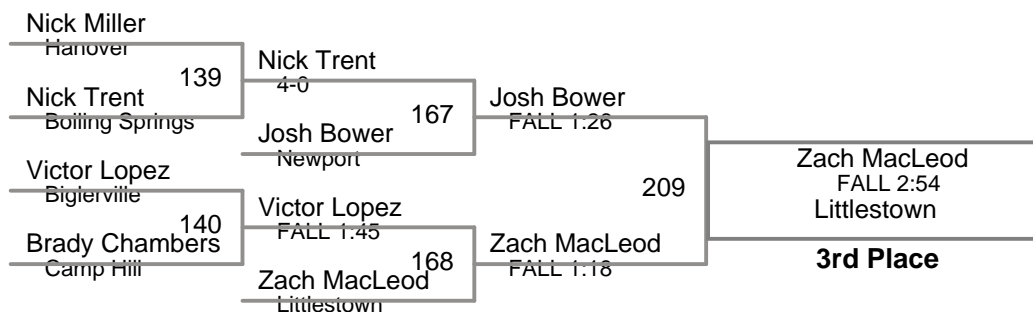 Nick Miller
Hanover
139
Nick Trent
4-0
Nick Trent
Boiling Springs
167
Josh Bower
FALL 1:26
Josh Bower
Newport
Zach MacLeod
FALL 2:54
Littlestown
209
3rd Place
Victor Lopez
Biglerville
140
Victor Lopez
FALL 1:45
Brady Chambers
Camp Hill
168
Zach MacLeod
FALL 1:18
Zach MacLeod
Littlestown